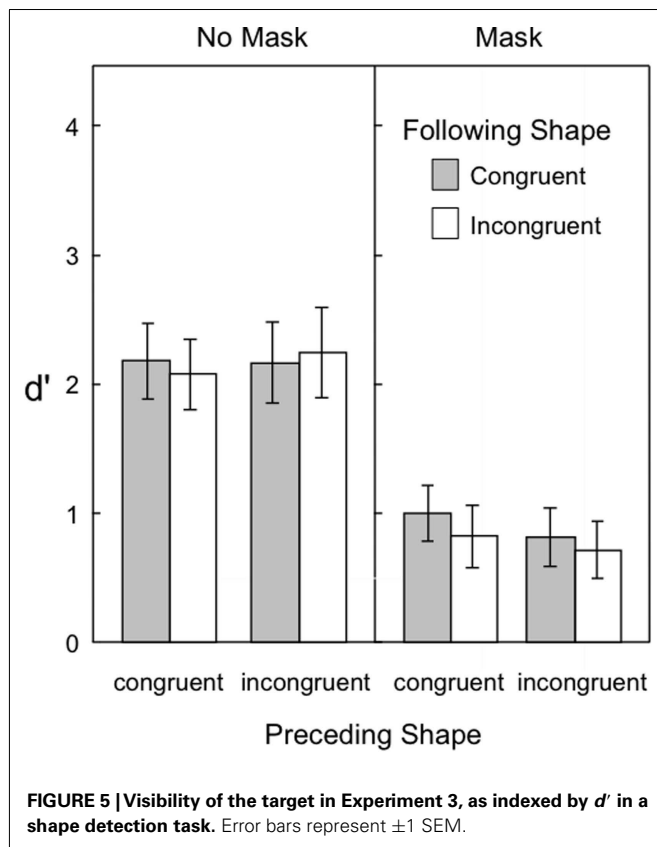 No Mask Mask
4
3
2
1
0
d'
Following Shape
Congruent
Incongruent
congruent incongruent congruent incongruent
Preceding Shape
FIGURE 5 | Visibility of the target in Experiment 3, as indexed by d′ in a
shape detection task. Error bars represent ±1 SEM.